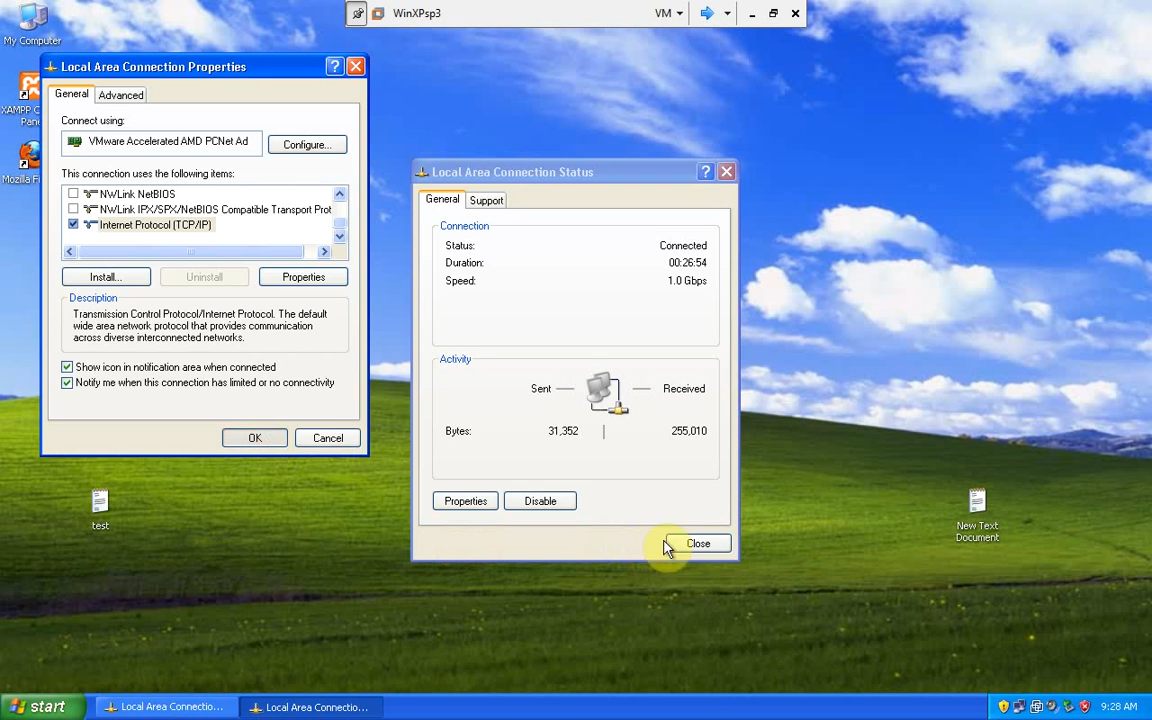 WinXPsp3
VM
My Computer
XAMPP C
Pane
Mozilla Fi
Local Area Connection Properties
General
Advanced
Connect using:
VMware Accelerated AMD PCNet Ad
Configure...
This connection uses the following items:
NWLink NetBIOS
NWLink IPX/SPX/NetBIOS Compatible Transport Prot
Internet Protocol (TCP/IP)
Install...
Uninstall
Properties
Description
Transmission Control Protocol/Internet Protocol. The default
wide area network protocol that provides communication
across diverse interconnected networks.
Show icon in notification area when connected
Notify me when this connection has limited or no connectivity
OK
Cancel
Local Area Connection Status
General
Support
Connection
Status:
Connected
Duration:
00:26:54
Speed:
1.0 Gbps
Activity
Sent
Received
Bytes:
31,352
255,010
Properties
Disable
Close
test
New Text
Document
start
Local Area Connectio...
Local Area Connectio...
9:28 AM